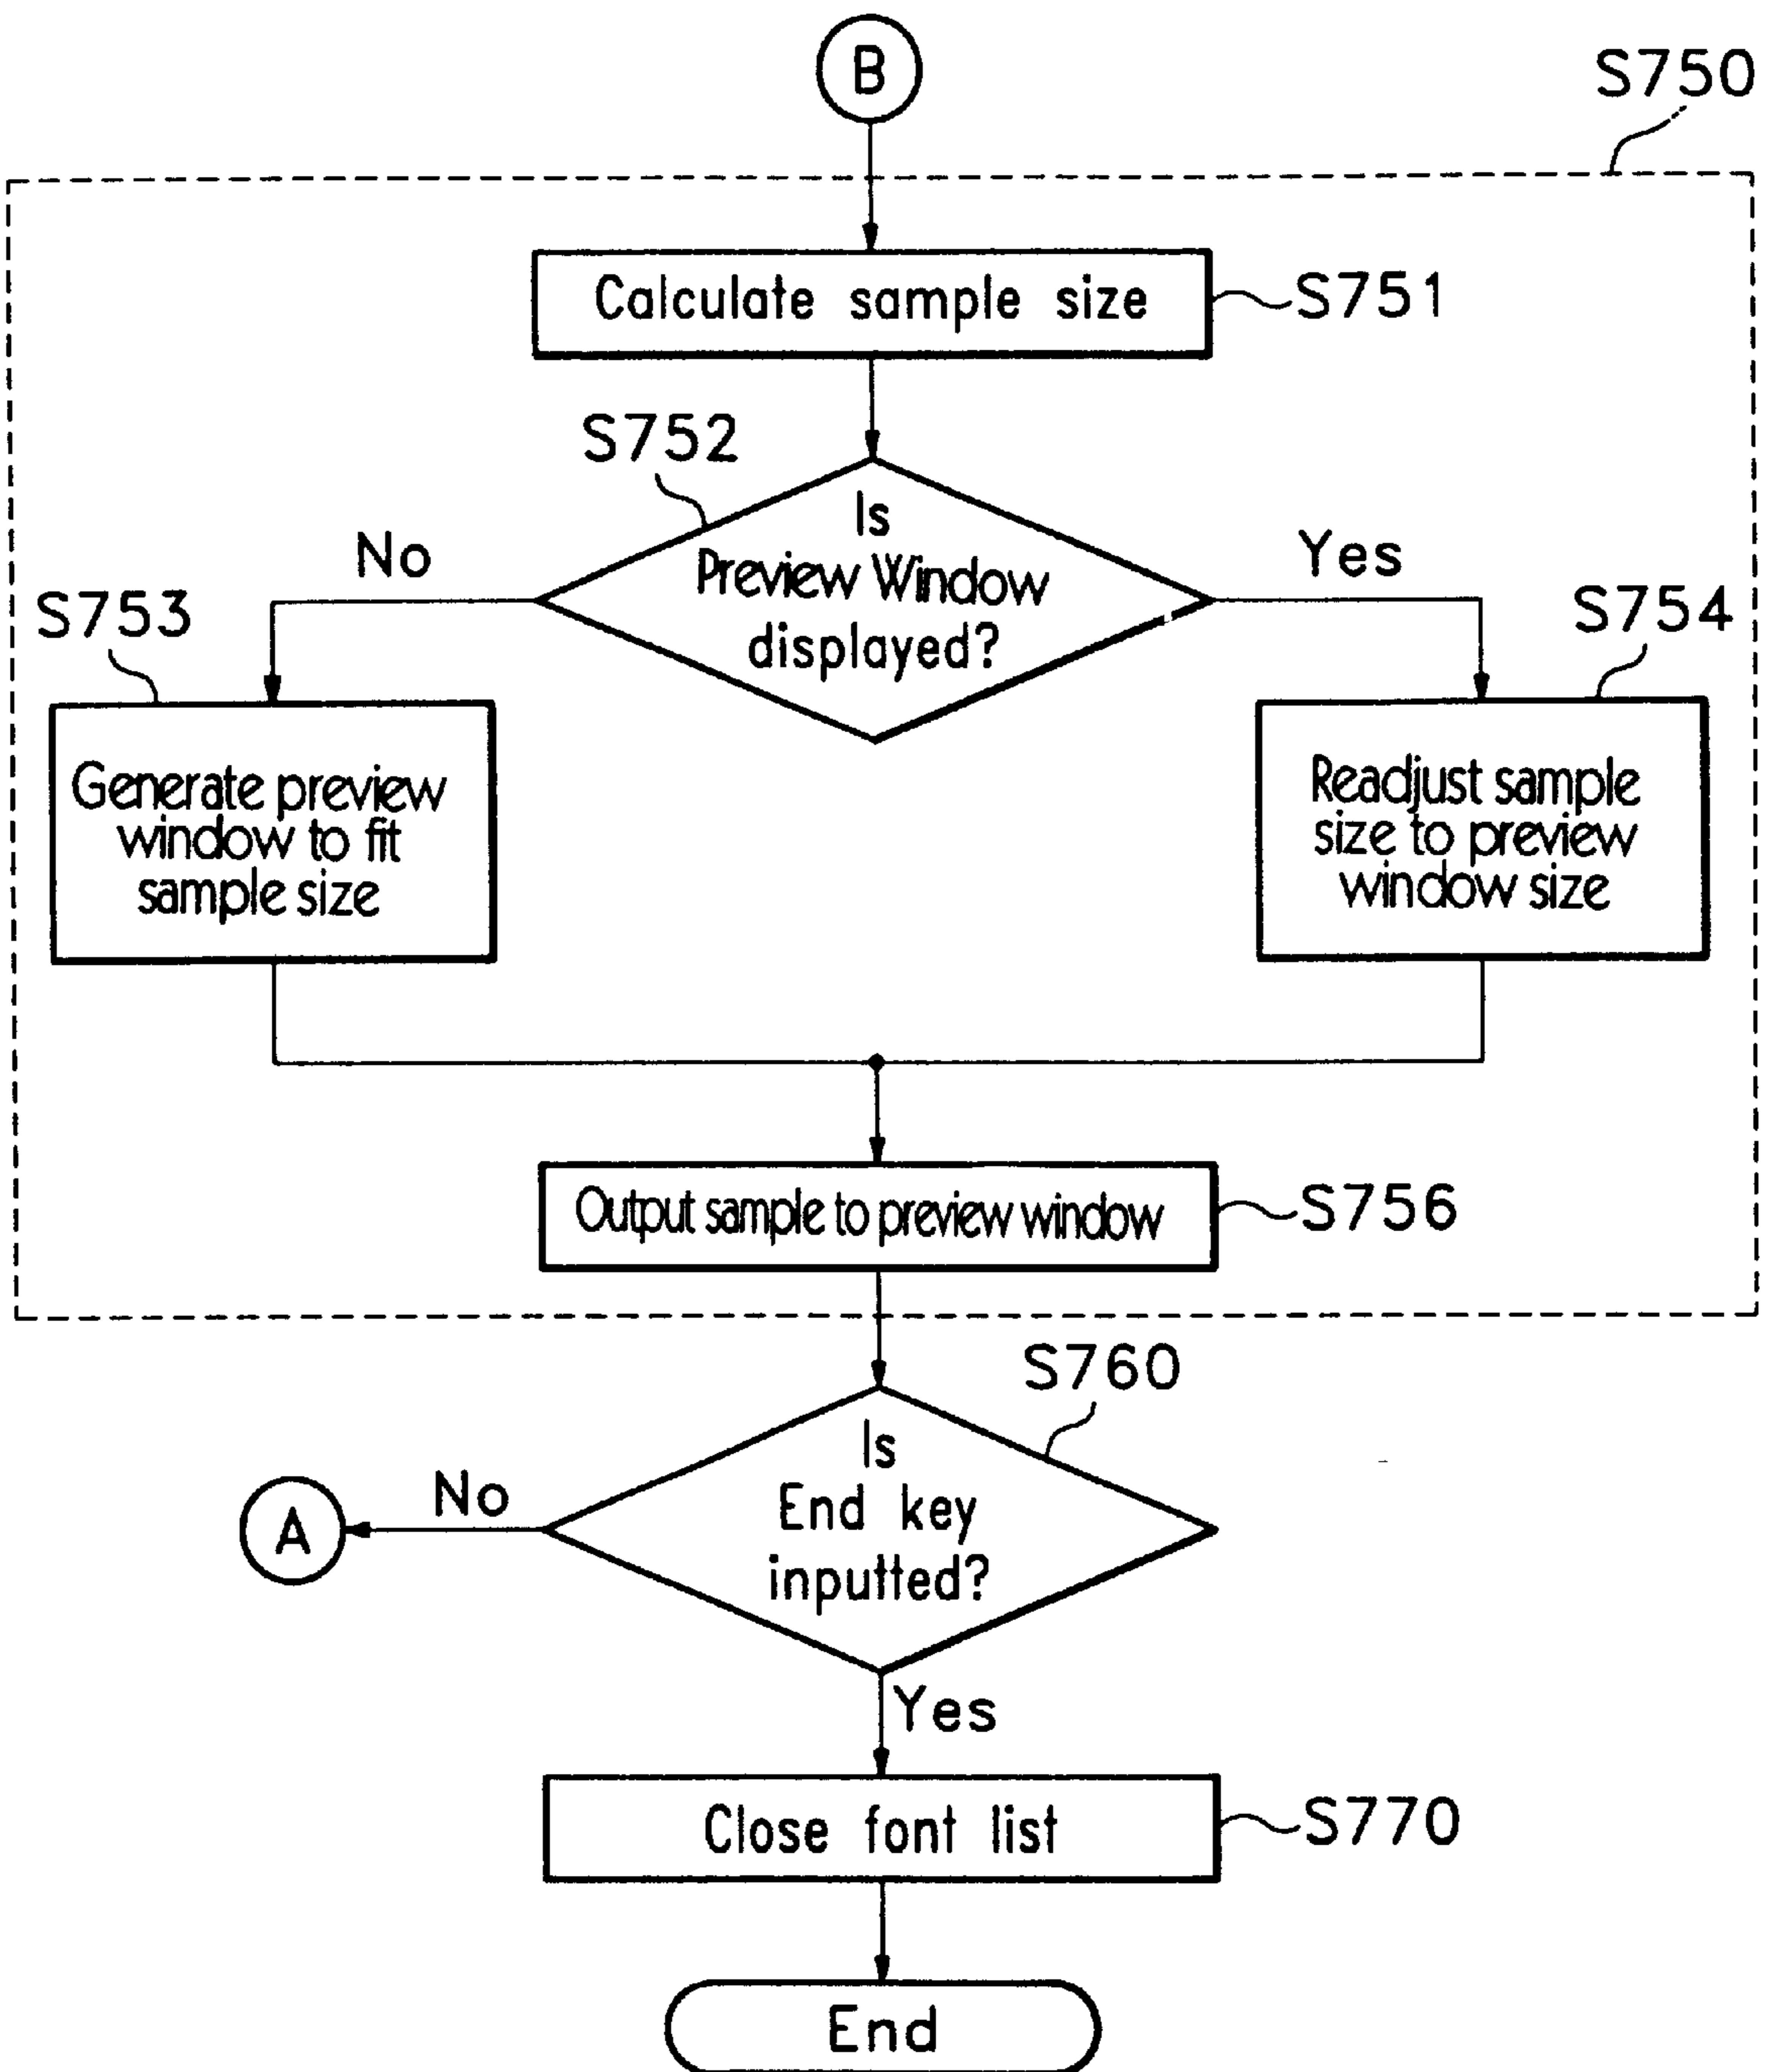 B
S750
Calculate sample size
S751
S752
Is
Preview Window
displayed?
No
Yes
S753
S754
Generate preview
window to fit
sample size
Readjust sample
size to preview
window size
Output sample to preview window
S756
S760
Is
End key
inputted?
No
A
Yes
Close font list
S770
End